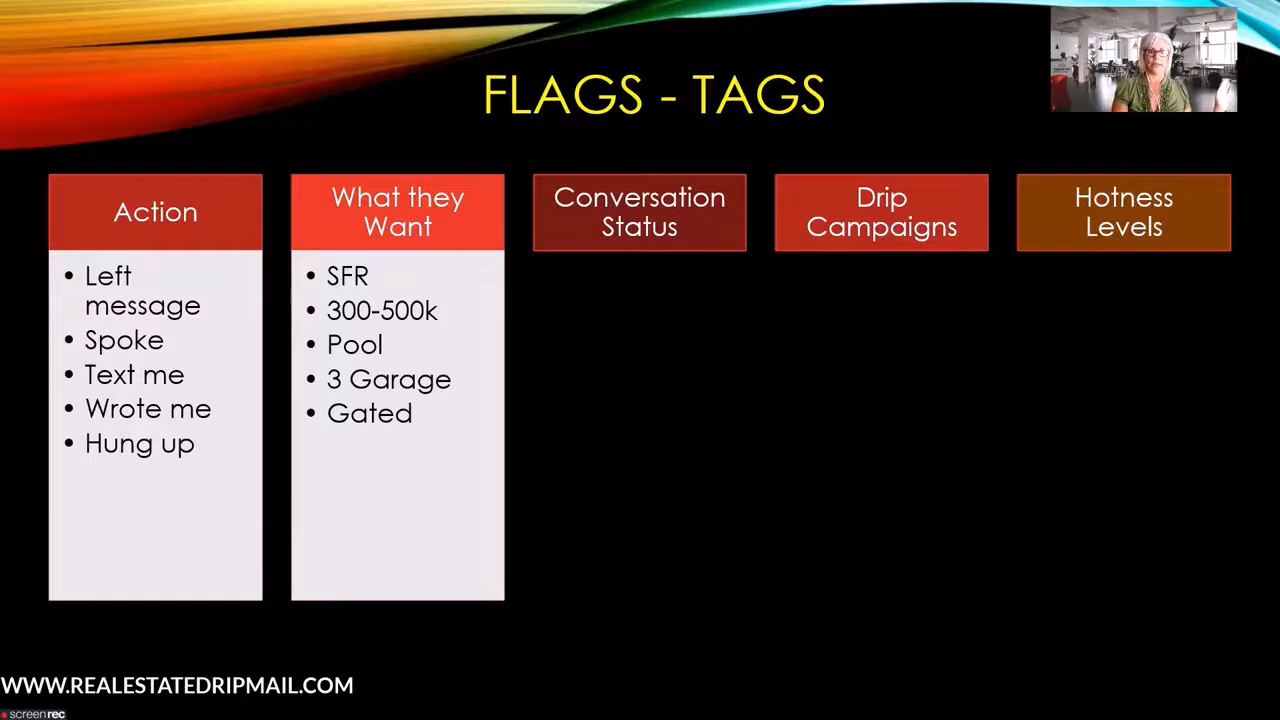 FLAGS - TAGS
Action
• Left
message
• Spoke
• Text me
• Wrote me
• Hung up
What they
Want
• SFR
• 300-500k
• Pool
• 3 Garage
• Gated
Conversation
Status
Drip
Campaigns
Hotness
Levels
WWW.REALESTATEDRIPMAIL.COM
screenrec